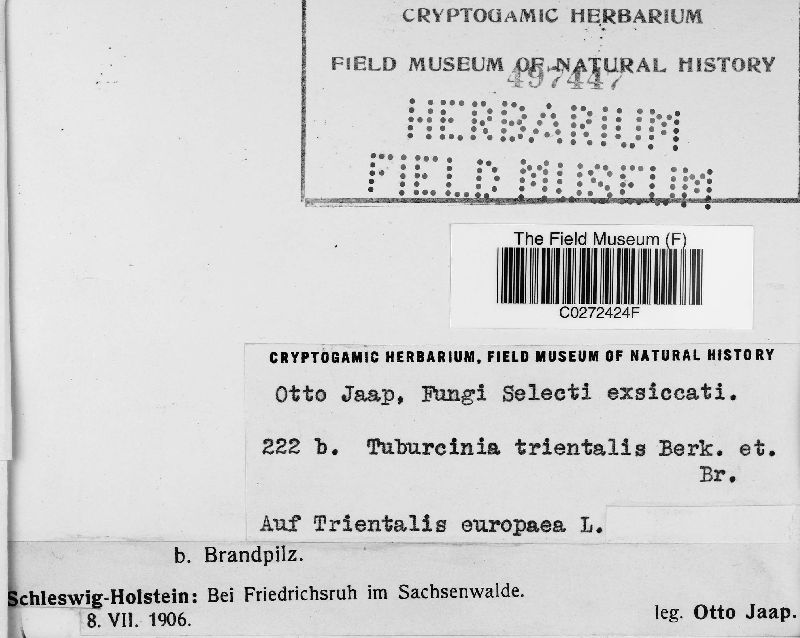 CRYPTOGAMIC HERBARIUM
FIELD MUSEUM OF NATURAL HISTORY
497447
HERBARIUM
FIELD MUSEUM
The Field Museum (F)
C0272424F
CRYPTOGAMIC HERBARIUM, FIELD MUSEUM OF NATURAL HISTORY
Otto Jaap, Fungi Selecti exsiccati.
222 b. Tuburcinia trientalis Berk. et.
Br.
Auf Trientalis europaea L.
b. Brandpilz.
Schleswig-Holstein: Bei Friedrichsruh im Sachsenwalde.
8. VII. 1906.
leg. Otto Jaap.